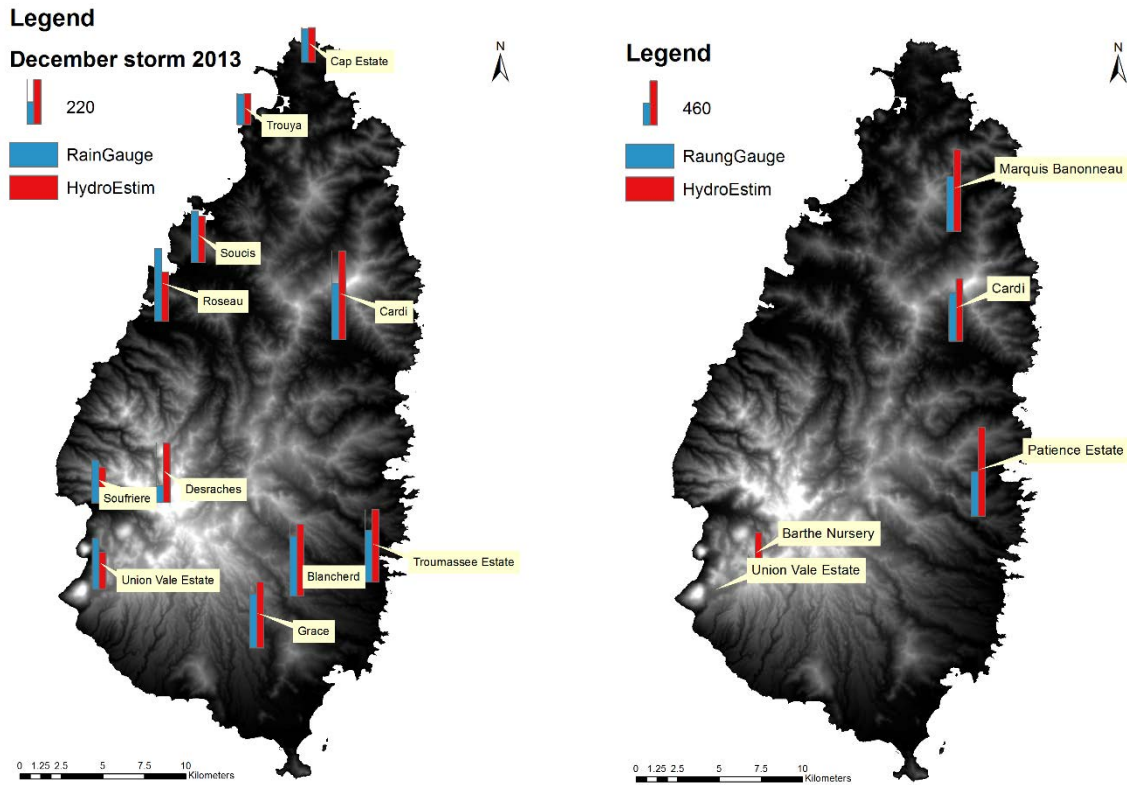 Legend
December storm 2013
220
RainGauge
HydroEstim
N
Cap Estate
Trouya
Soucis
Roseau
Cardi
Soufriere
Desraches
Union Vale Estate
Blancherd
Troumassee Estate
Grace
0 1.25 2.5 5 7.5 10
Kilometers
Legend
460
RaungGauge
HydroEstim
N
Marquis Banonneau
Cardi
Patience Estate
Barthe Nursery
Union Vale Estate
0 1.25 2.5 5 7.5 10
Kilometers